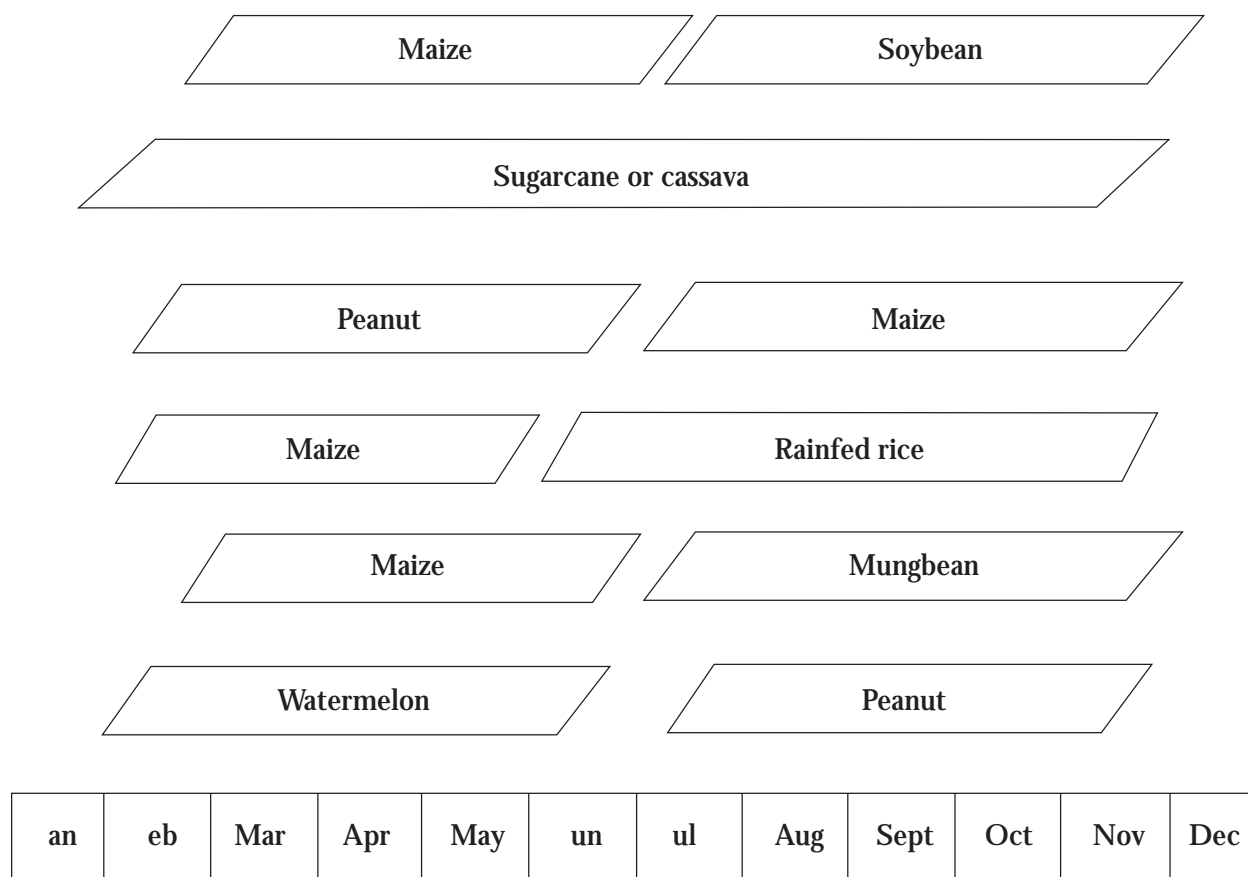 Maize Soybean
Sugarcane or cassava
Peanut Maize
Maize Rainfed rice
Maize Mungbean
Watermelon Peanut
an eb Mar Apr May un ul Aug Sept Oct Nov Dec